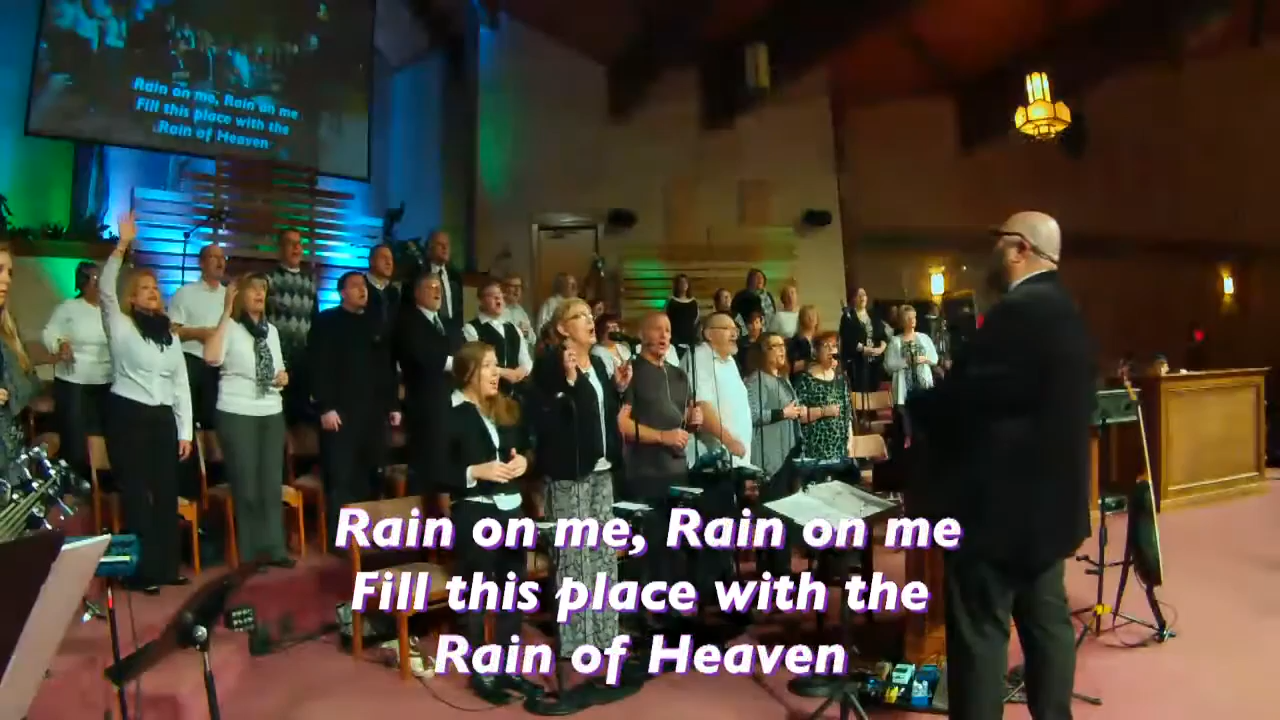 Rain on me, Rain on me
Fill this place with the
Rain of Heaven
Rain on me, Rain on me
Fill this place with the
Rain of Heaven